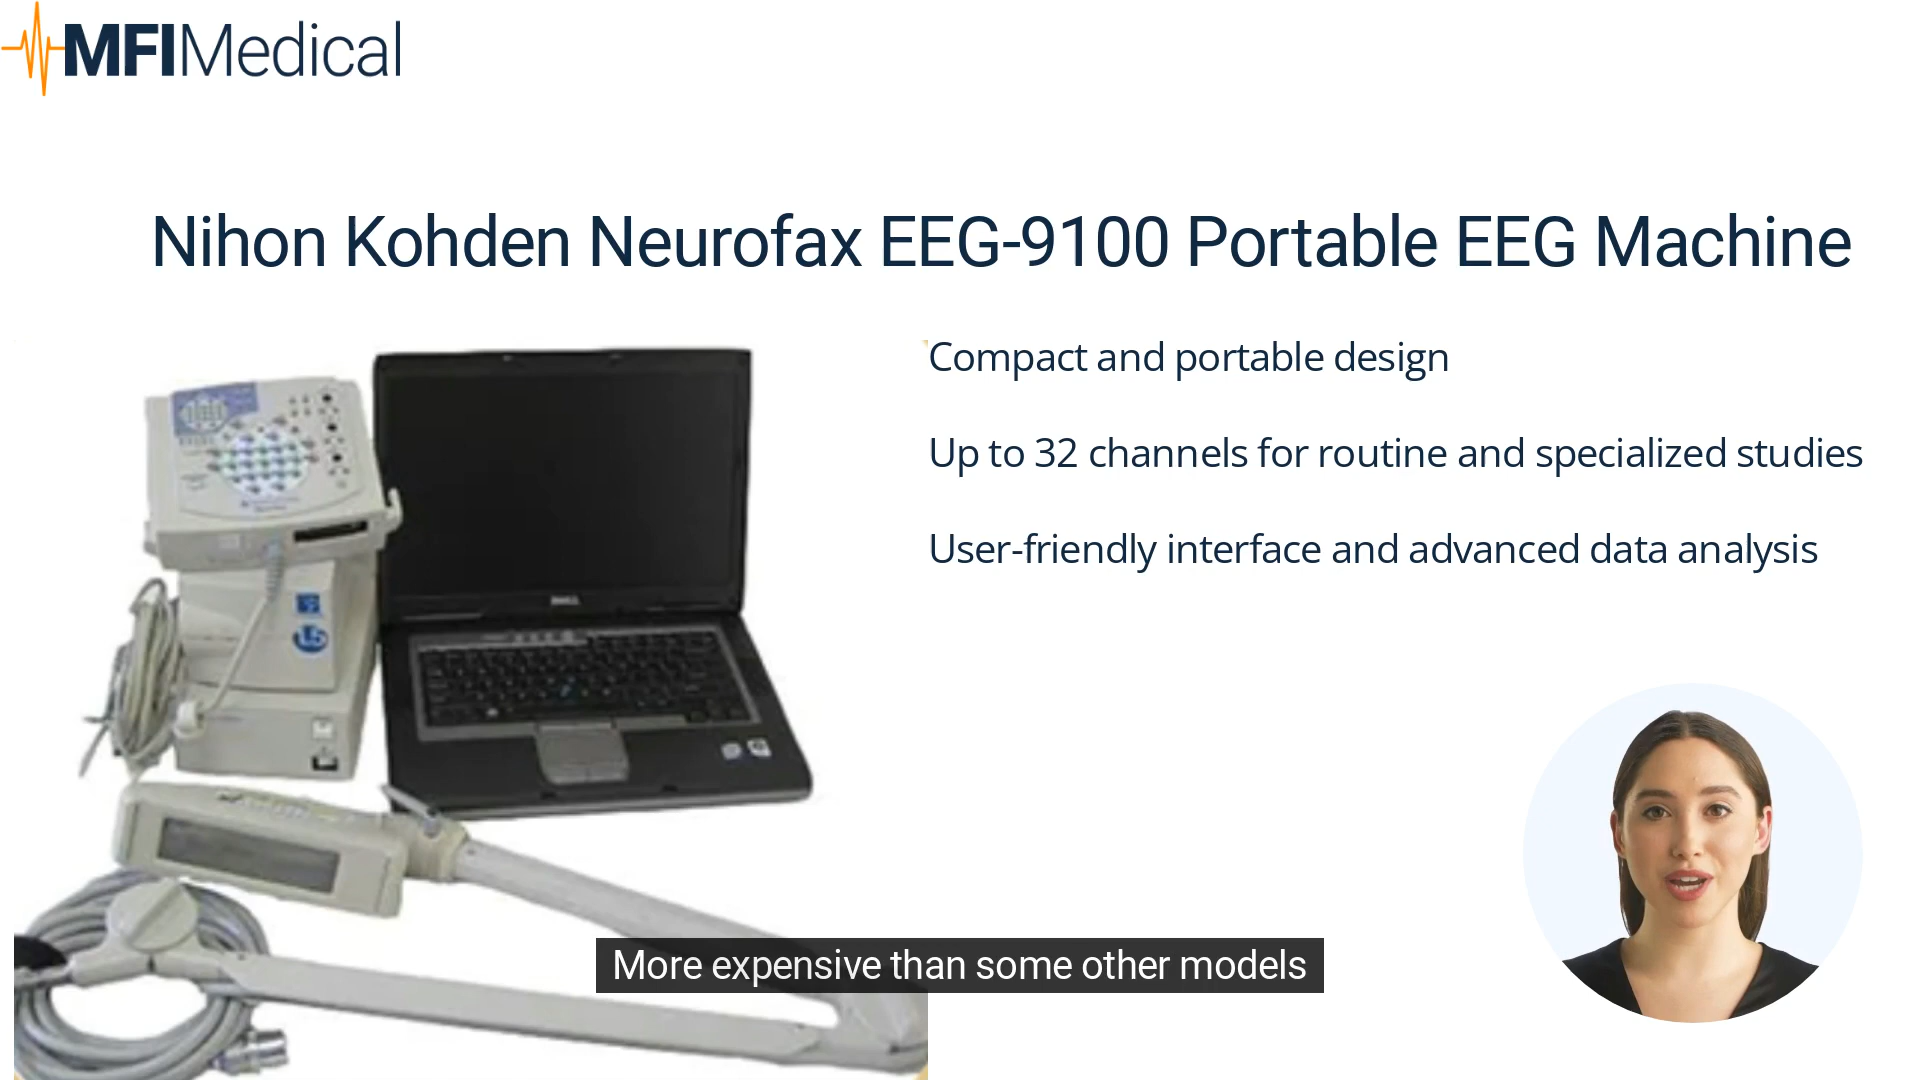 MFIMedical
Nihon Kohden Neurofax EEG-9100 Portable EEG Machine
Compact and portable design
Up to 32 channels for routine and specialized studies
User-friendly interface and advanced data analysis
DELL
More expensive than some other models